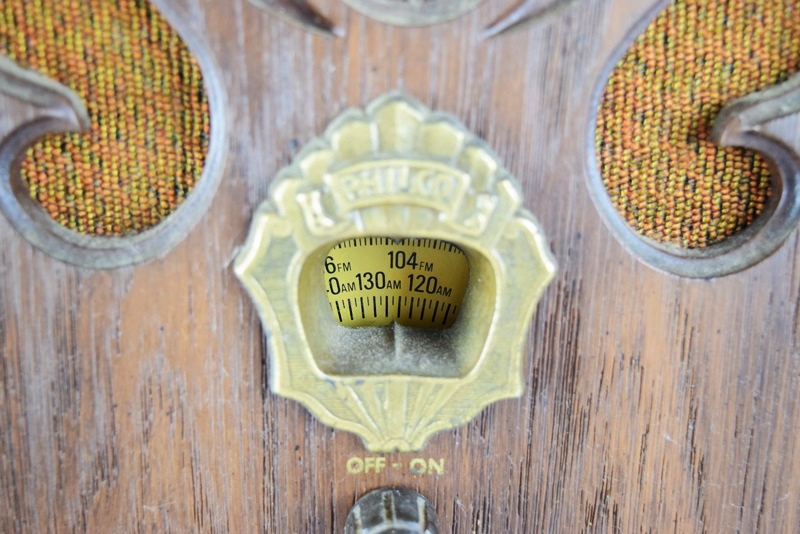 PHILCO
6FM 104FM
0AM 130AM 120AM
OFF - ON